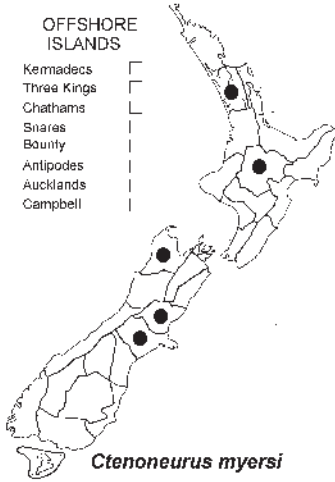 OFFSHORE
ISLANDS
Kermadecs
Three Kings
Chathams
Snares
Bounty
Antipodes
Aucklands
Campbell
Ctenoneurus myersi